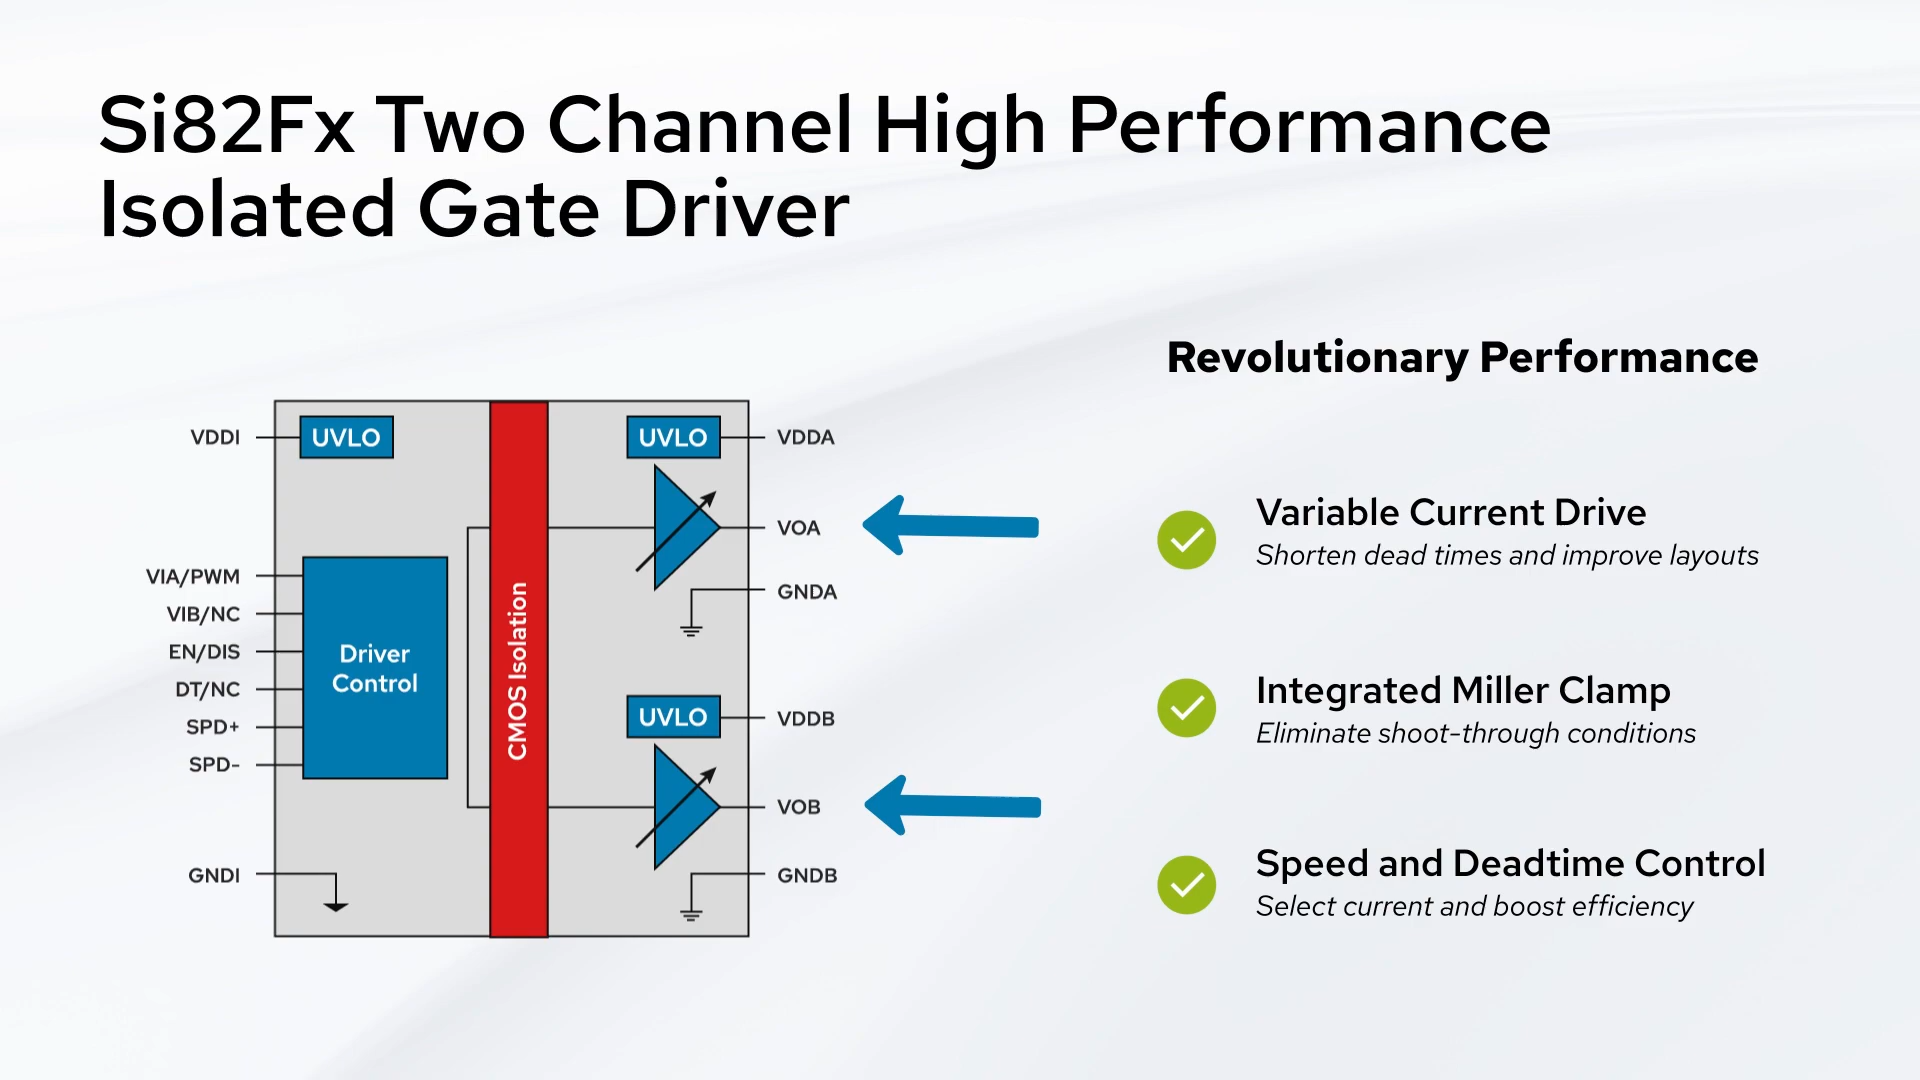 Si82Fx Two Channel High Performance
Isolated Gate Driver
VDDI
UVLO
VIA/PWM
VIB/NC
EN/DIS
DT/NC
SPD+
SPD-
GNDI
Driver
Control
CMOS Isolation
UVLO
VDDA
VOA
GNDA
UVLO
VDDB
VOB
GNDB
Revolutionary Performance
Variable Current Drive
Shorten dead times and improve layouts
Integrated Miller Clamp
Eliminate shoot-through conditions
Speed and Deadtime Control
Select current and boost efficiency